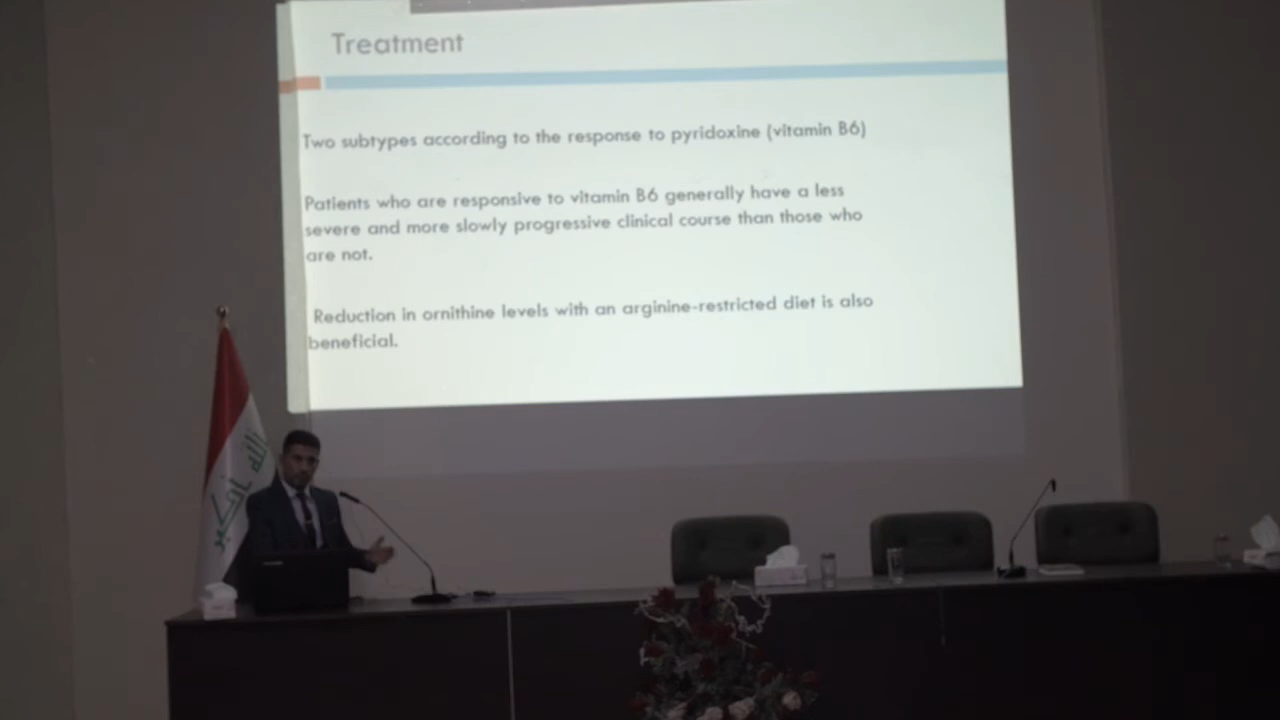 Treatment
Two subtypes according to the response to pyridoxine (vitamin B6)
Patients who are responsive to vitamin B6 generally have a less
severe and more slowly progressive clinical course than those who
are not.
Reduction in ornithine levels with an arginine-restricted diet is also
beneficial.
الله اكبر